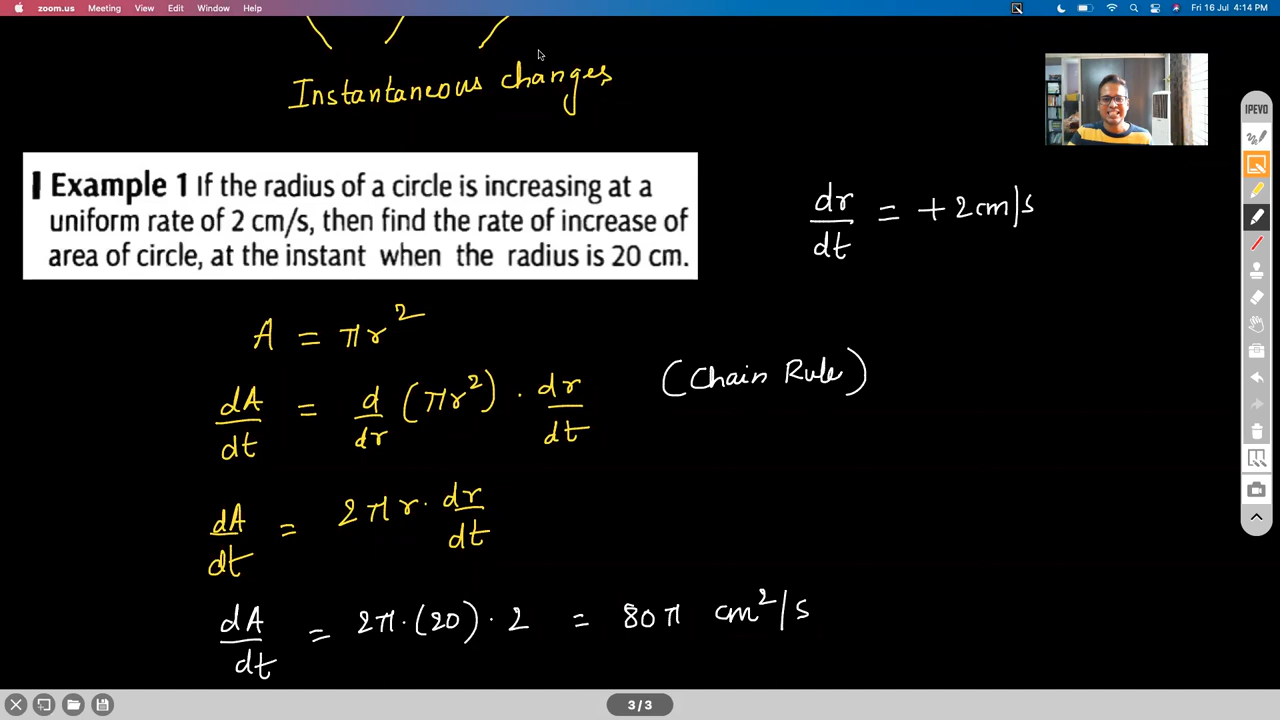 zoom.us Meeting View Edit Window Help Fri 16 Jul 4:14 PM
Instantaneous changes
IPEVO
Example 1 If the radius of a circle is increasing at a
uniform rate of 2 cm/s, then find the rate of increase of
area of circle, at the instant when the radius is 20 cm.
dr/dt = +2cm/s
A = πr²
dA/dt = d/dr (πr²) · dr/dt (Chain Rule)
dA/dt = 2πr · dr/dt
dA/dt = 2π·(20)·2 = 80π cm²/s
3/3